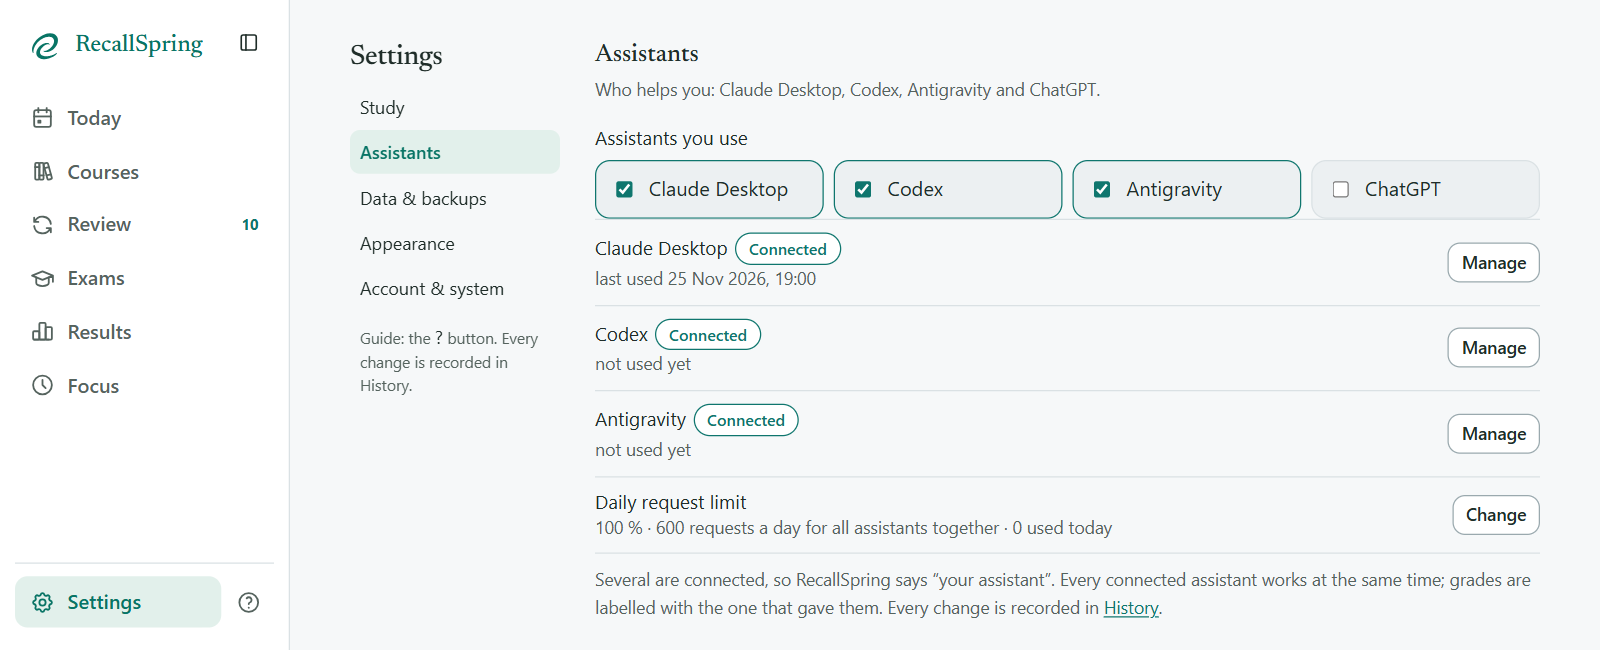 RecallSpring
Today
Courses
Review 10
Exams
Results
Focus
Settings
Settings
Study
Assistants
Data & backups
Appearance
Account & system
Guide: the ? button. Every
change is recorded in
History.
Assistants
Who helps you: Claude Desktop, Codex, Antigravity and ChatGPT.
Assistants you use
Claude Desktop
Codex
Antigravity
ChatGPT
Claude Desktop Connected
last used 25 Nov 2026, 19:00
Manage
Codex Connected
not used yet
Manage
Antigravity Connected
not used yet
Manage
Daily request limit
100 % · 600 requests a day for all assistants together · 0 used today
Change
Several are connected, so RecallSpring says “your assistant”. Every connected assistant works at the same time; grades are
labelled with the one that gave them. Every change is recorded in History.